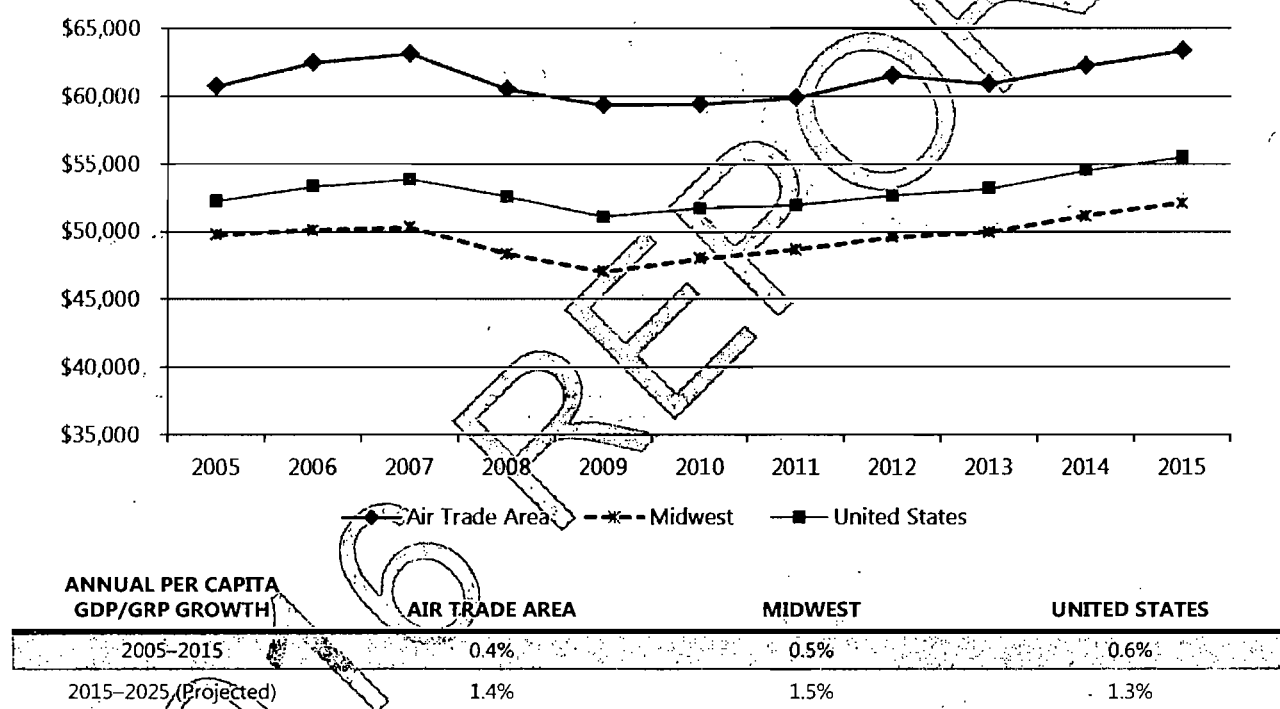 $65,000
$60,000
$55,000
$50,000
$45,000
$40,000
$35,000
2005 2006 2007 2008 2009 2010 2011 2012 2013 2014 2015
Air Trade Area Midwest United States
ANNUAL PER CAPITA
GDP/GRP GROWTH AIR TRADE AREA MIDWEST UNITED STATES
2005–2015 0.4% 0.5% 0.6%
2015–2025 (Projected) 1.4% 1.5% 1.3%